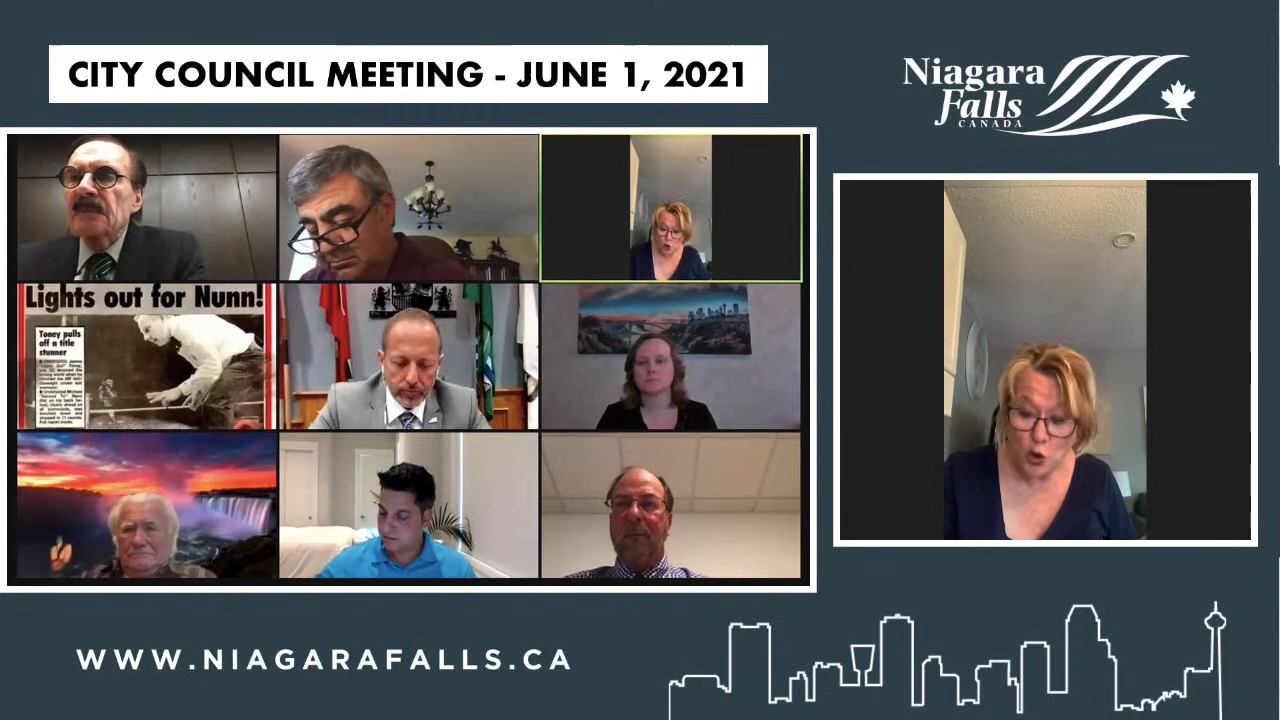 CITY COUNCIL MEETING - JUNE 1, 2021
Niagara
Falls
CANADA
Lights out for Nunn!
Toney pulls
off a title
stunner
WWW.NIAGARAFALLS.CA